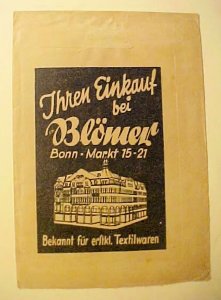 Ihren Einkauf
bei
Blömer
Bonn · Markt 15-21
Bekannt für erstkl. Textilwaren